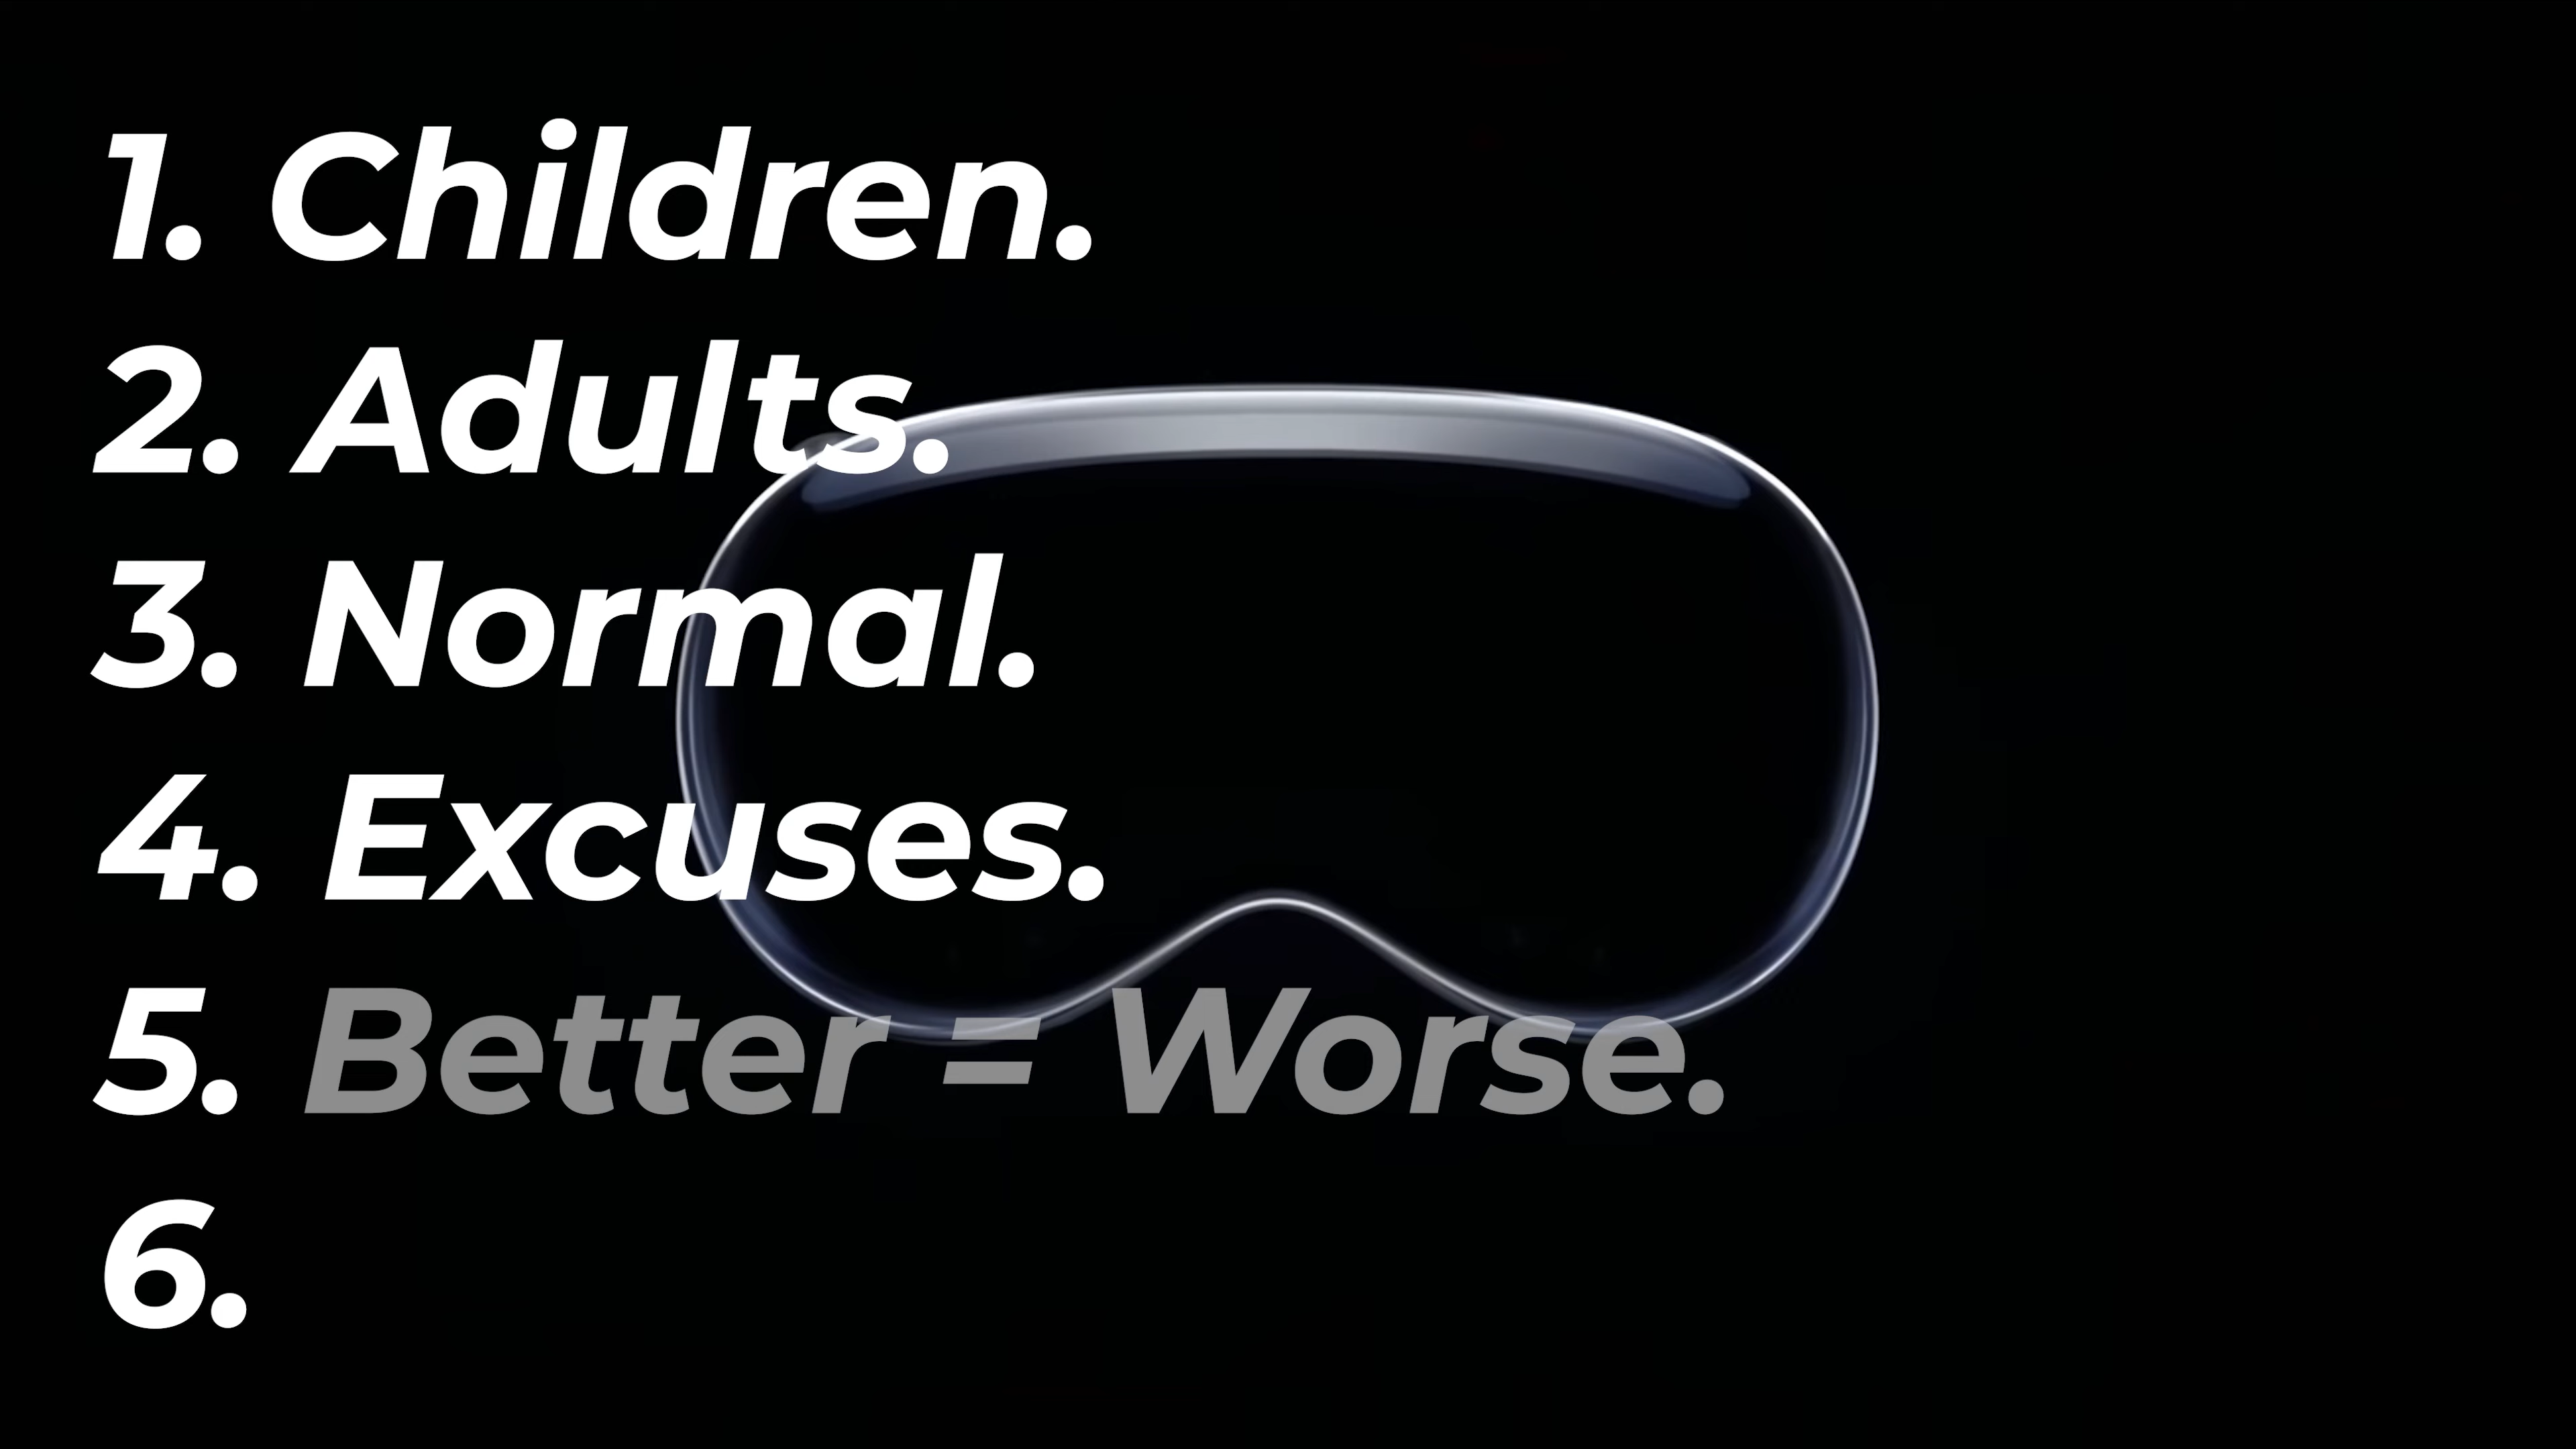 1. Children.
2. Adults.
3. Normal.
4. Excuses.
5. Better = Worse.
6.